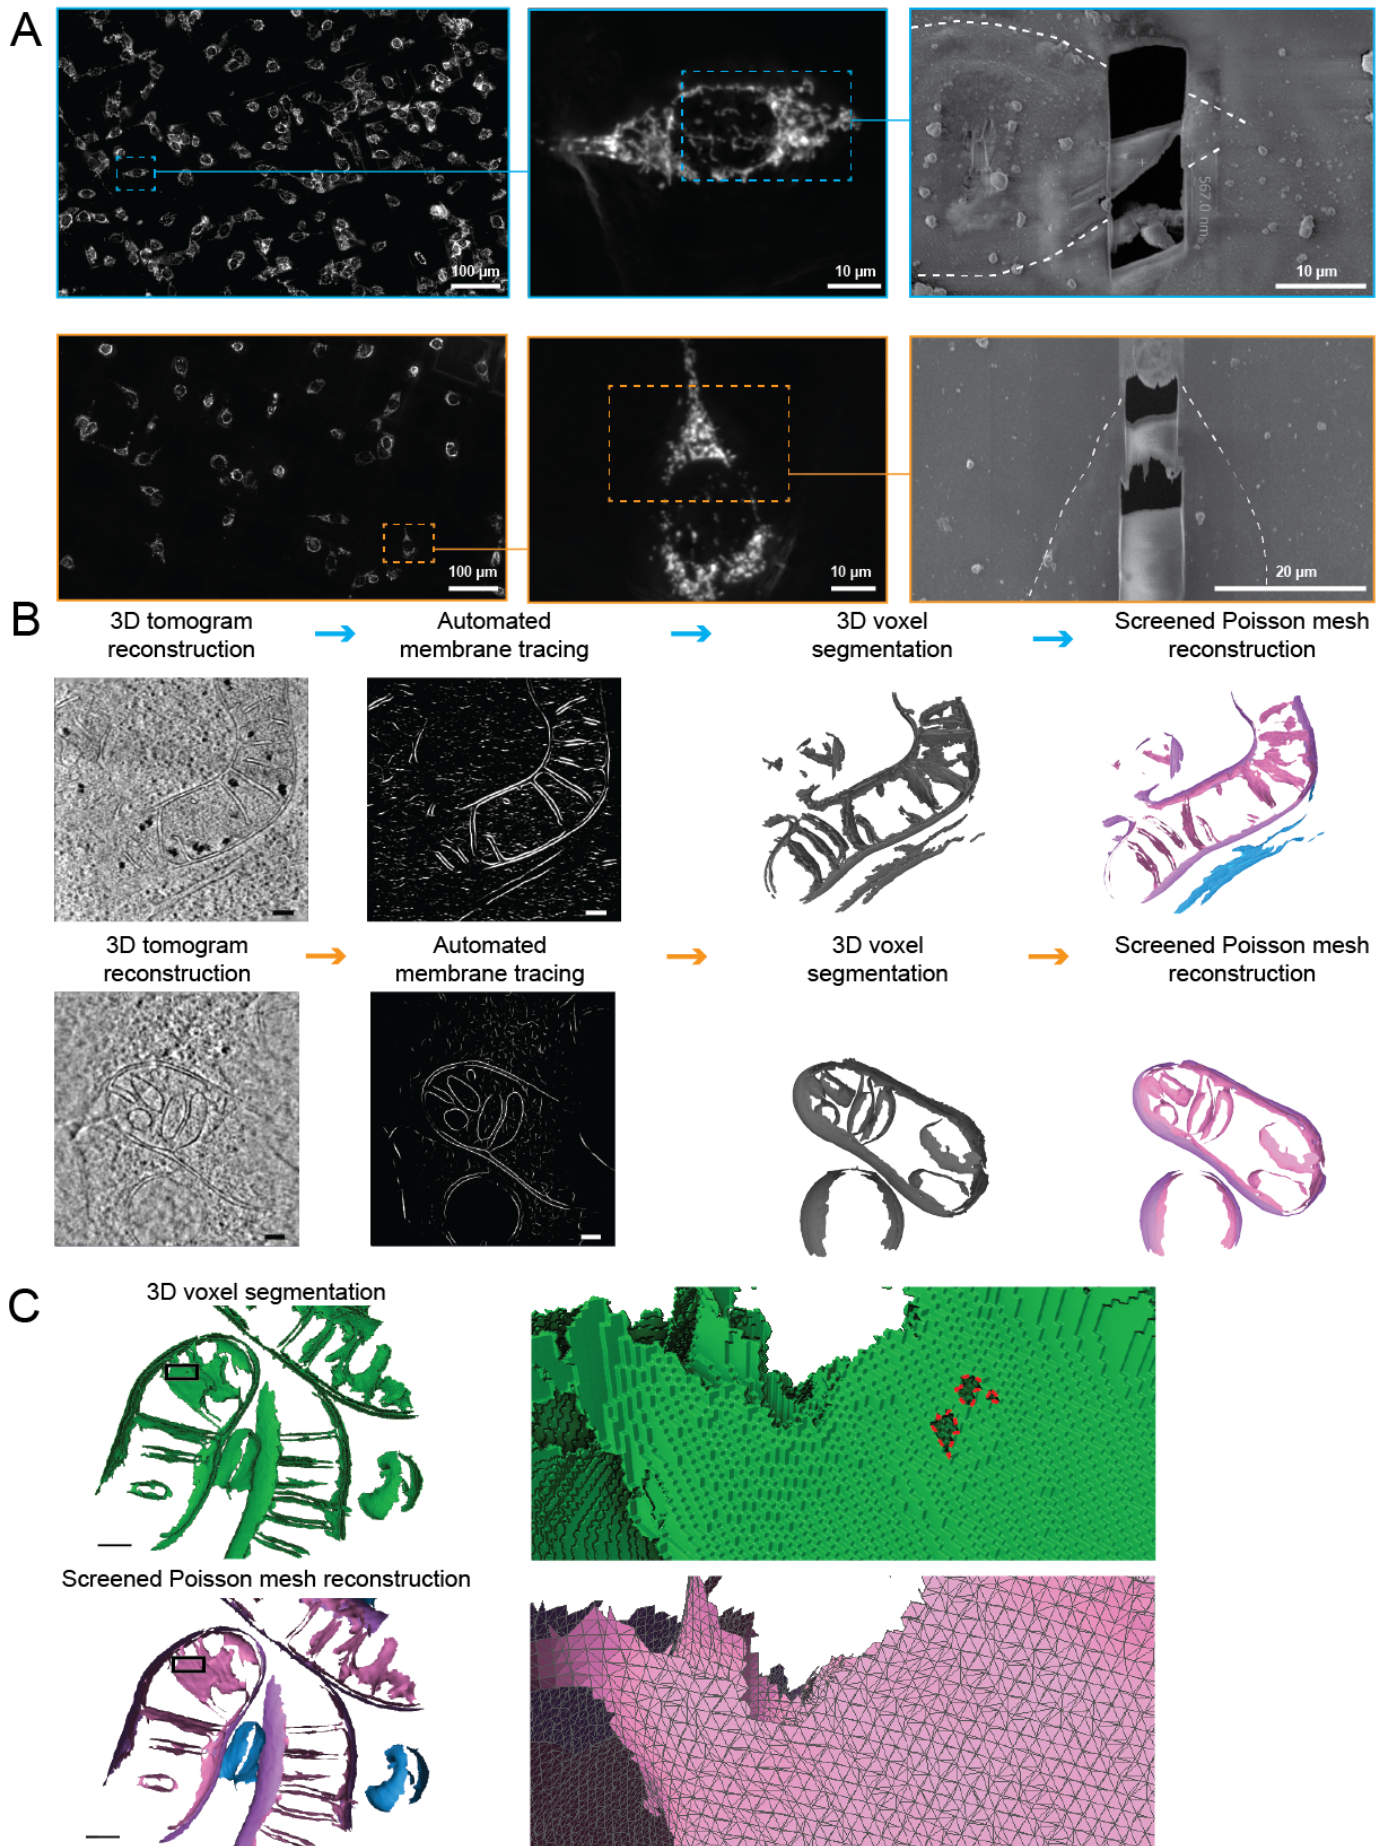 A
100 µm
10 µm
567.0 nm
10 µm
100 µm
10 µm
20 µm
B
3D tomogram reconstruction
Automated membrane tracing
3D voxel segmentation
Screened Poisson mesh reconstruction
3D tomogram reconstruction
Automated membrane tracing
3D voxel segmentation
Screened Poisson mesh reconstruction
C
3D voxel segmentation
Screened Poisson mesh reconstruction